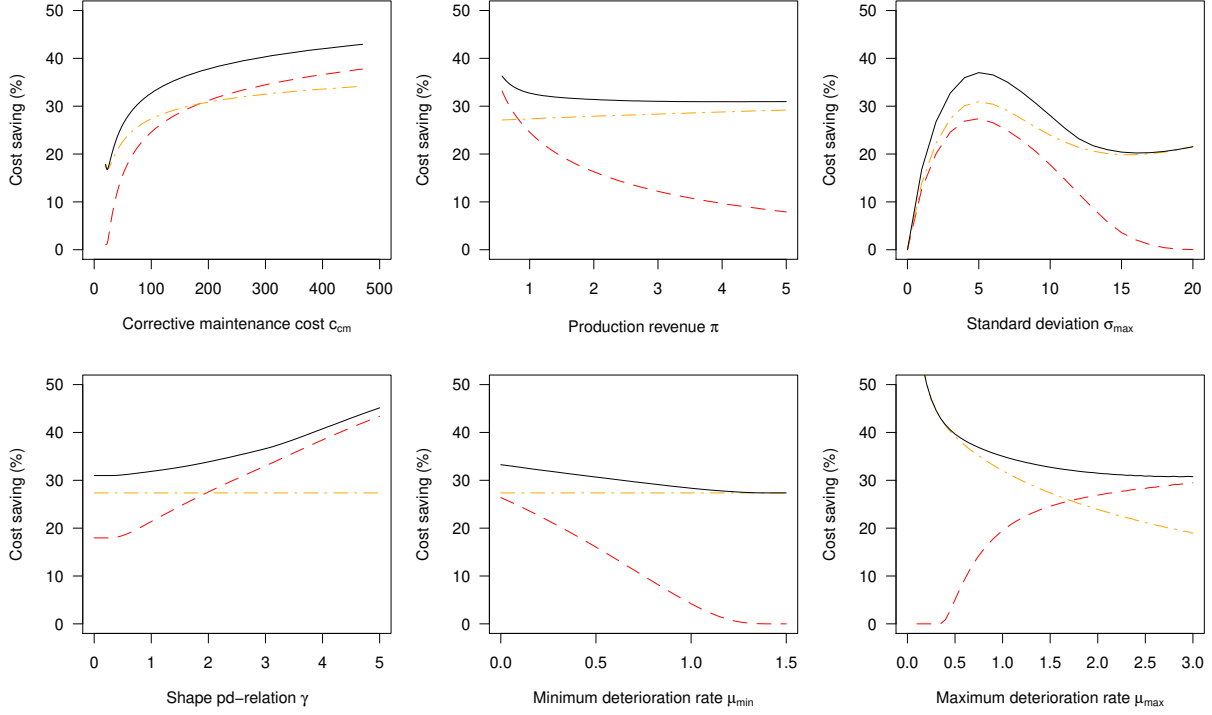 50
40
30
20
10
0
Cost saving (%)
0 100 200 300 400 500
Corrective maintenance cost c_cm
50
40
30
20
10
0
Cost saving (%)
1 2 3 4 5
Production revenue π
50
40
30
20
10
0
Cost saving (%)
0 5 10 15 20
Standard deviation σ_max
50
40
30
20
10
0
Cost saving (%)
0 1 2 3 4 5
Shape pd−relation γ
50
40
30
20
10
0
Cost saving (%)
0.0 0.5 1.0 1.5
Minimum deterioration rate μ_min
50
40
30
20
10
0
Cost saving (%)
0.0 0.5 1.0 1.5 2.0 2.5 3.0
Maximum deterioration rate μ_max